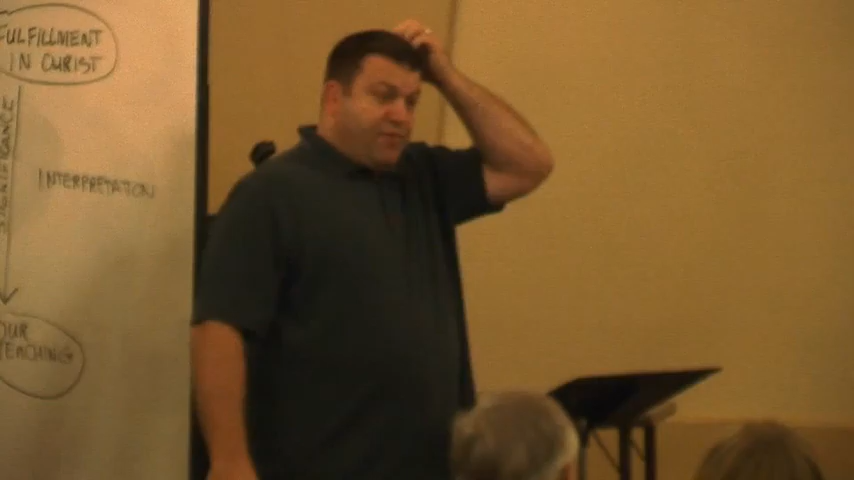 FULFILLMENT
IN CHRIST
SIGNIFICANCE
INTERPRETATION
OUR
TEACHING